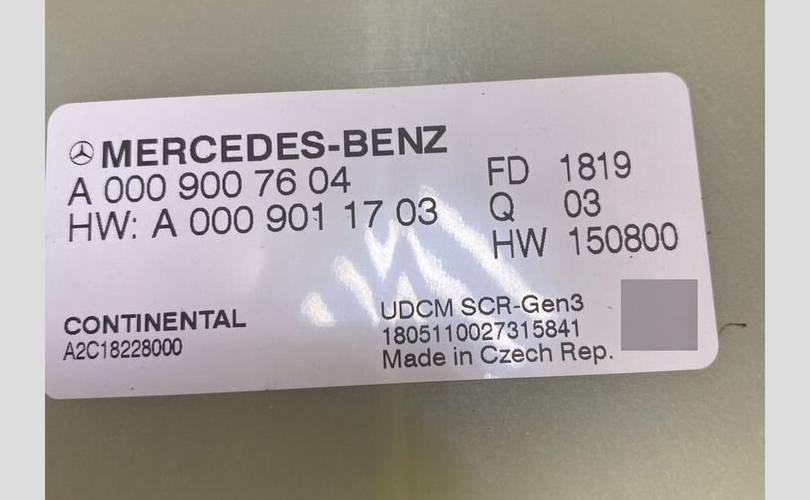 MERCEDES-BENZ
A 000 900 76 04
HW: A 000 901 17 03
FD 1819
Q 03
HW 150800
CONTINENTAL
A2C18228000
UDCM SCR-Gen3
1805110027315841
Made in Czech Rep.